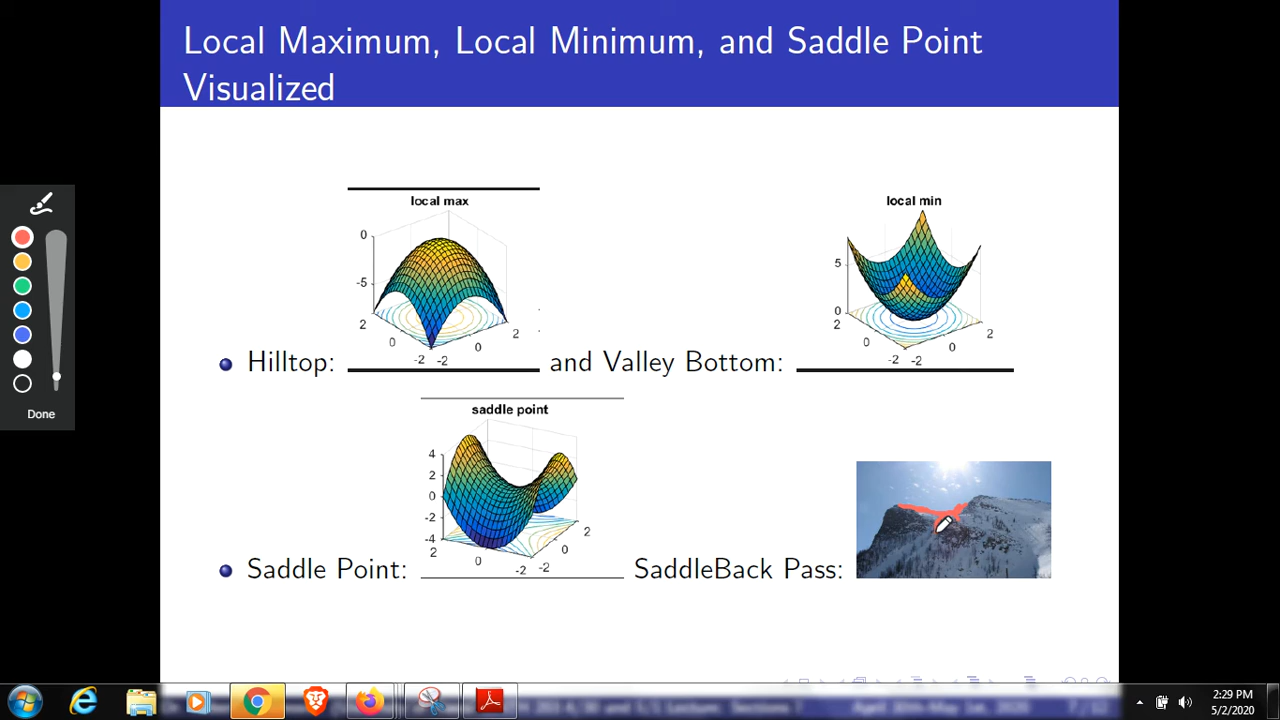 Local Maximum, Local Minimum, and Saddle Point
Visualized
local max
0
-5
2
0
-2
-2
0
2
Hilltop:
and Valley Bottom:
local min
5
0
2
0
-2
-2
0
2
saddle point
4
2
0
-2
-4
2
0
-2
-2
0
2
Saddle Point:
SaddleBack Pass:
Done
2:29 PM
5/2/2020